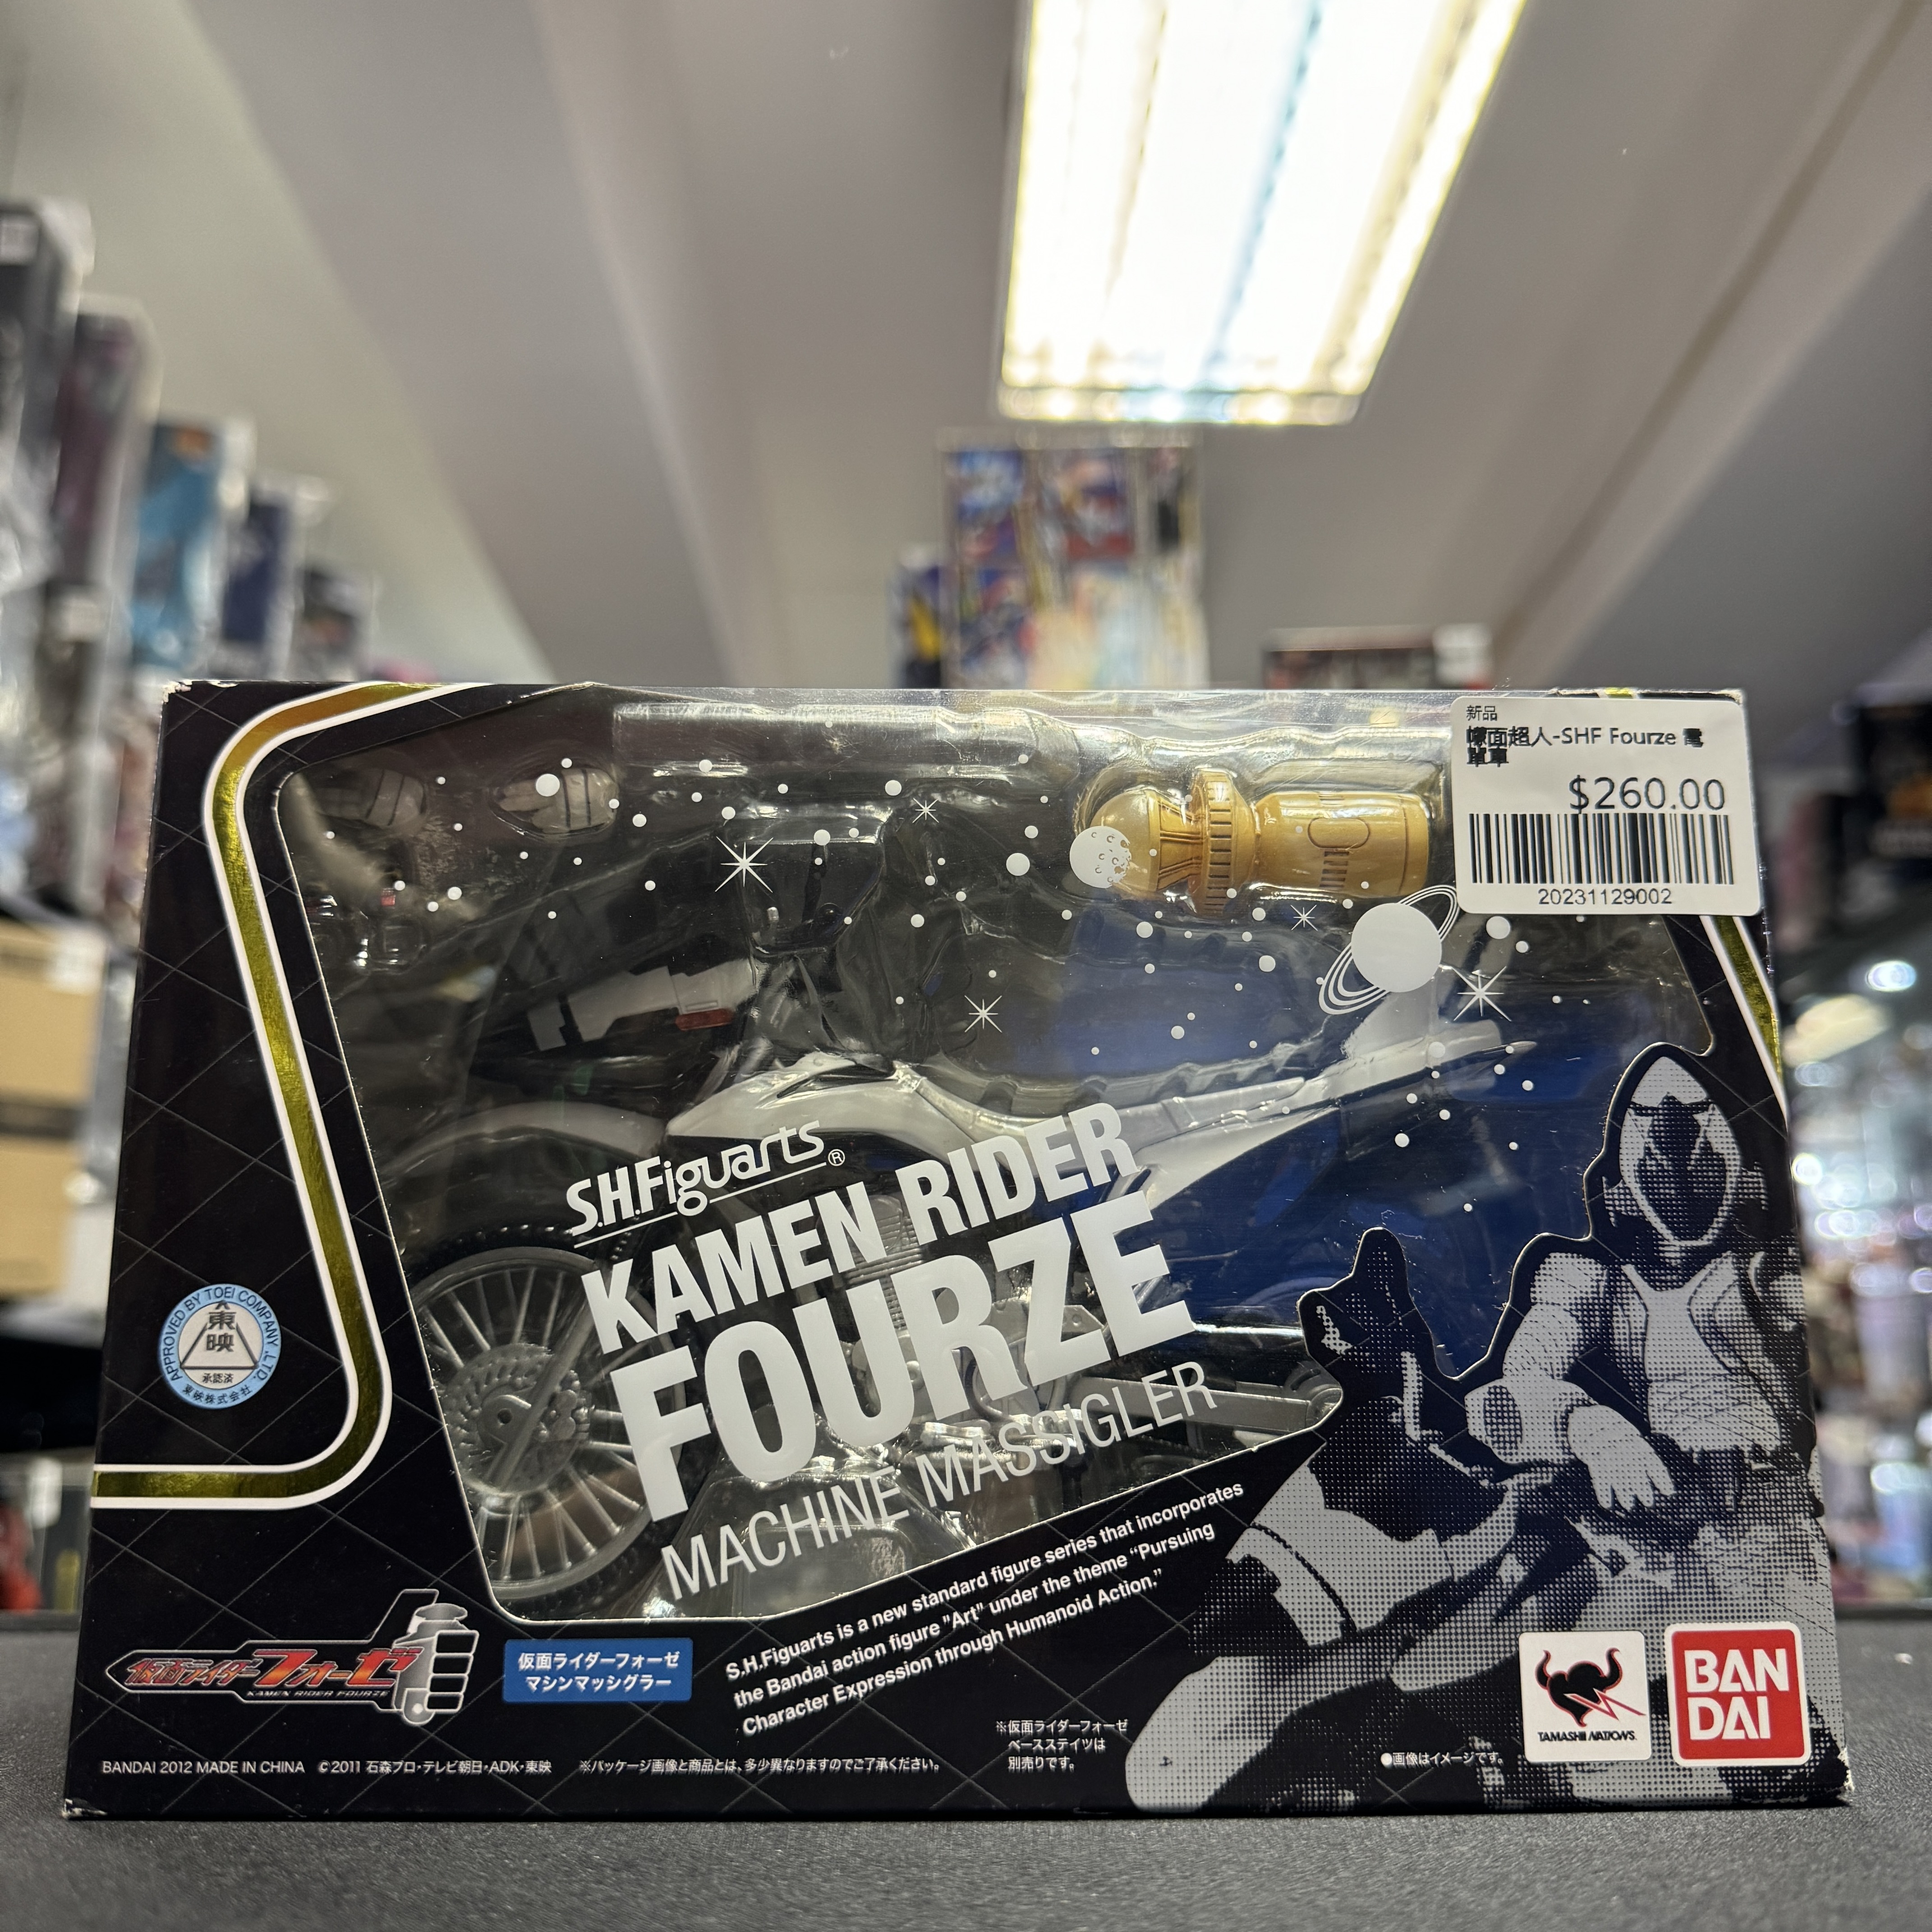 新品
幪面超人-SHF Fourze 電
單車
$260.00
20231129002
S.H.Figuarts®
KAMEN RIDER
FOURZE
MACHINE MASSIGLER
S.H.Figuarts is a new standard figure series that incorporates
the Bandai action figure "Art" under the theme "Pursuing
Character Expression through Humanoid Action."
APPROVED BY TOEI COMPANY, LTD.
東映
承認済
東映株式会社
仮面ライダーフォーゼ
KAMEN RIDER FOURZE
仮面ライダーフォーゼ
マシンマッシグラー
※仮面ライダーフォーゼ
ベースステイツは
別売りです。
TAMASHII NATIONS
BAN
DAI
BANDAI 2012 MADE IN CHINA ©2011 石森プロ・テレビ朝日・ADK・東映 ※パッケージ画像と商品とは、多少異なりますのでご了承ください。
●画像はイメージです。